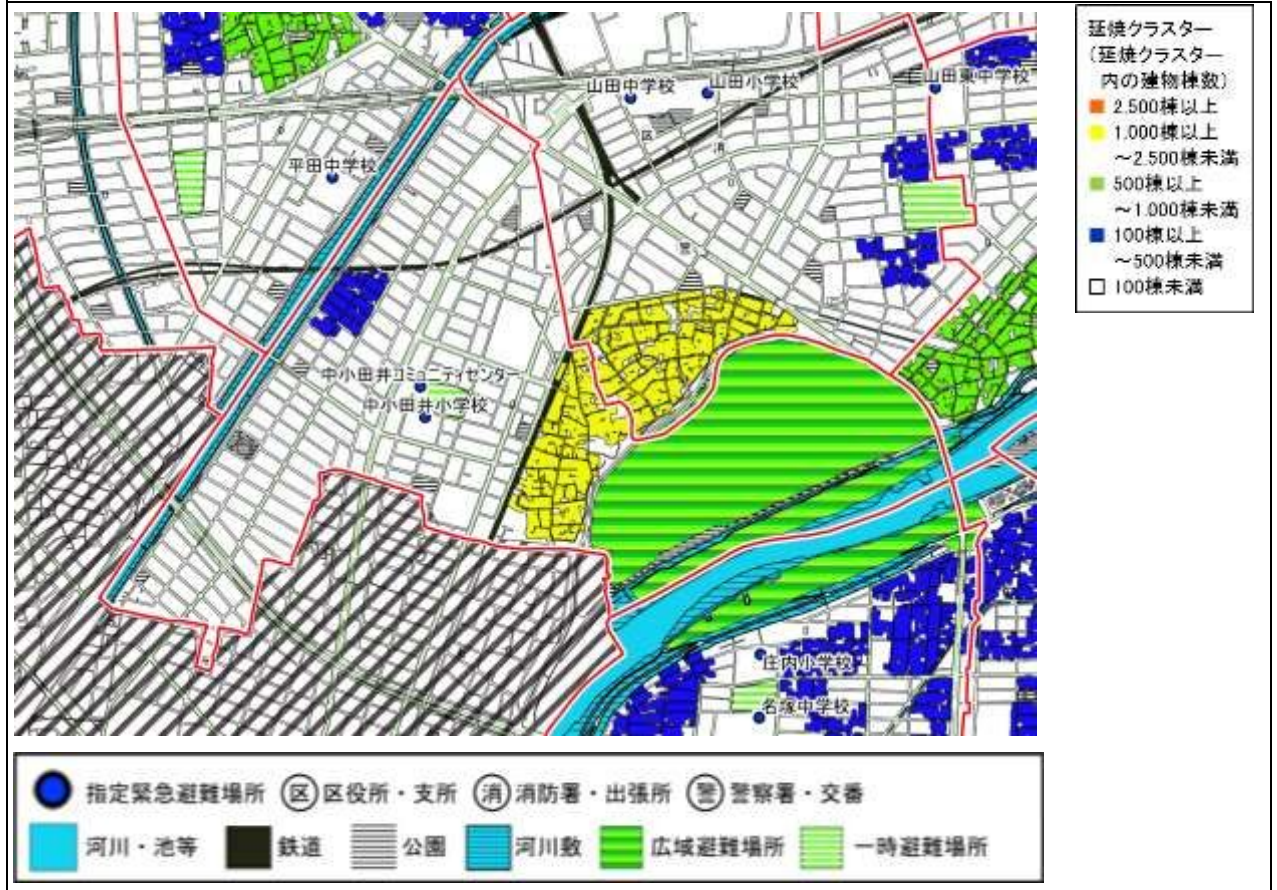 延焼クラスター
(延焼クラスター
内の建物棟数)
2.500棟以上
1.000棟以上
～2.500棟未満
500棟以上
～1.000棟未満
100棟以上
～500棟未満
100棟未満
山田中学校
山田小学校
山田東中学校
区
消
平田中学校
警
中小田井コミュニティセンター
中小田井小学校
庄内小学校
名塚中学校
指定緊急避難場所
区 区役所・支所
消 消防署・出張所
警 警察署・交番
河川・池等
鉄道
公園
河川敷
広域避難場所
一時避難場所